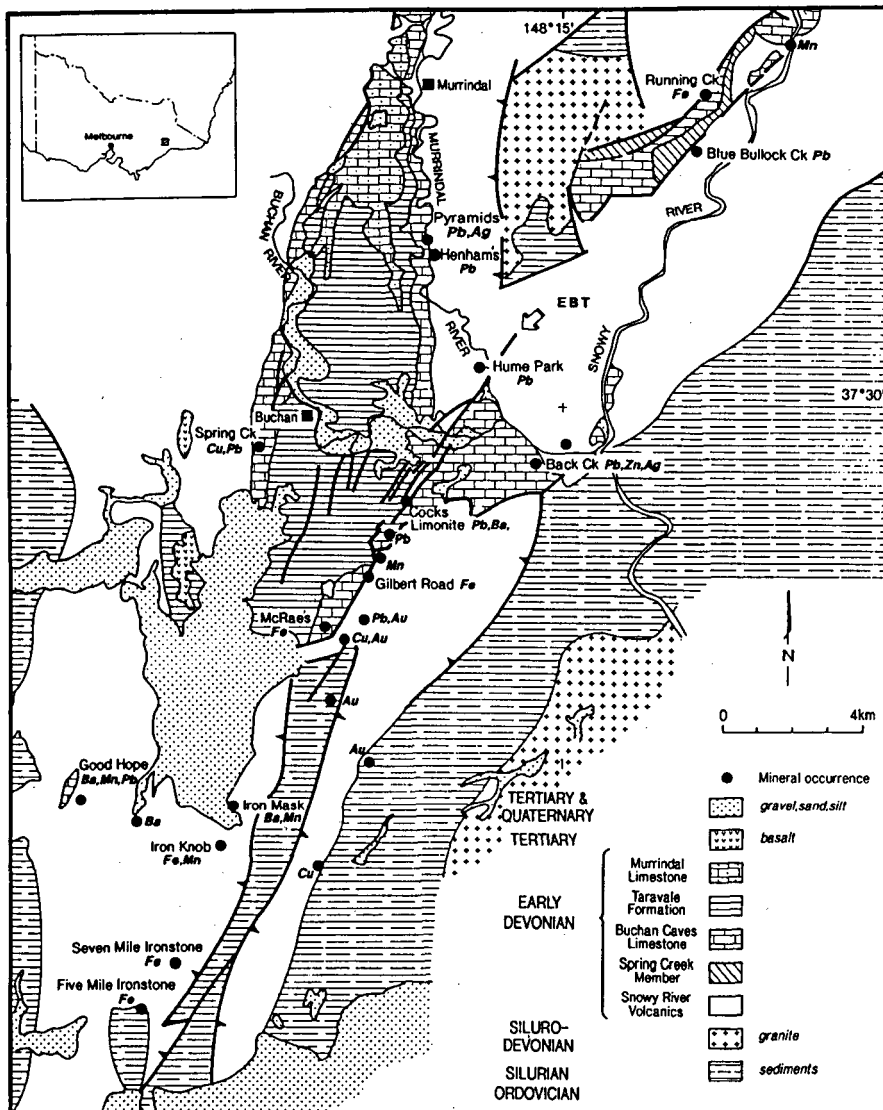 148°15'
Mn
Melbourne
Murrindal
Running Ck
Fe
MURRINDAL
Blue Bullock Ck Pb
BUCHAN
RIVER
RIVER
Pyramids
Pb,Ag
Henhams
Pb
EBT
SNOWY
RIVER
Hume Park
Pb
37°30'
Buchan
Spring Ck
Cu,Pb
Back Ck Pb,Zn,Ag
Cocks
Limonite Pb,Ba,
Pb
Mn
Gilbert Road Fe
McRaes
Fe
Pb,Au
Cu,Au
N
Au
0 4km
Au
Good Hope
Ba,Mn,Pb
Mineral occurrence
Iron Mask
Ba,Mn
TERTIARY &
QUATERNARY
gravel,sand,silt
Ba
TERTIARY
basalt
Iron Knob
Fe,Mn
Cu
Murrindal
Limestone
EARLY
DEVONIAN
Taravale
Formation
Buchan Caves
Limestone
Seven Mile Ironstone
Fe
Spring Creek
Member
Five Mile Ironstone
Fe
Snowy River
Volcanics
SILURO-
DEVONIAN
granite
SILURIAN
ORDOVICIAN
sediments